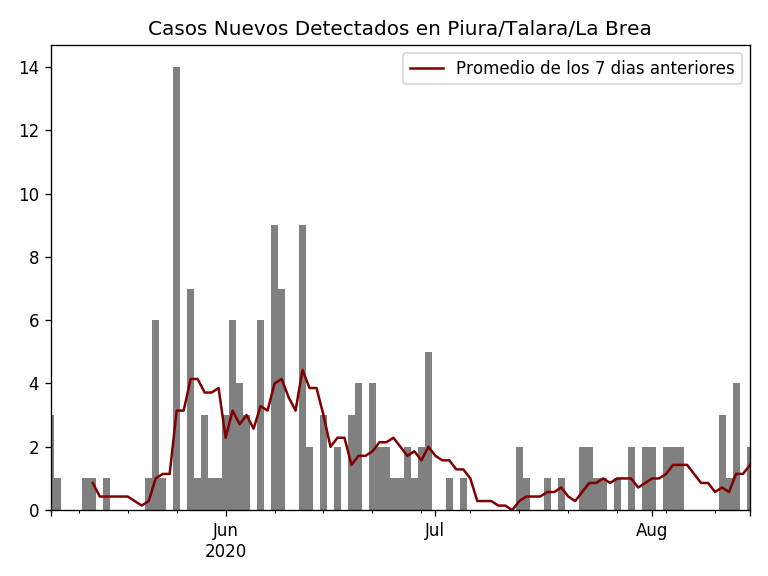 Casos Nuevos Detectados en Piura/Talara/La Brea
Promedio de los 7 dias anteriores
14
12
10
8
6
4
2
0
Jun
2020
Jul
Aug